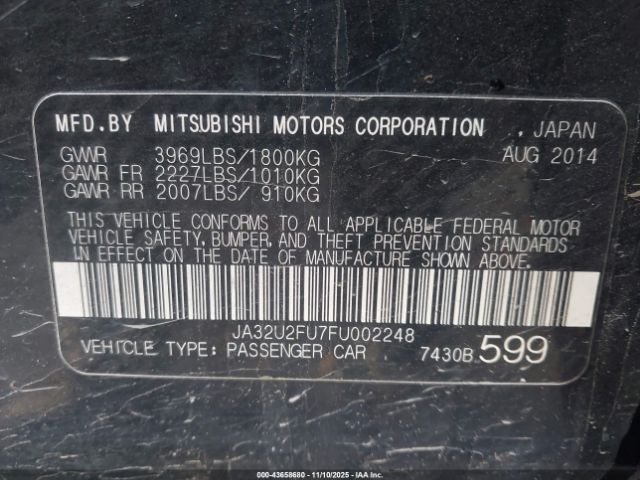 MFD.BY MITSUBISHI MOTORS CORPORATION , JAPAN
GVWR 3969LBS/1800KG AUG 2014
GAWR FR 2227LBS/1010KG
GAWR RR 2007LBS/ 910KG
THIS VEHICLE CONFORMS TO ALL APPLICABLE FEDERAL MOTOR
VEHICLE SAFETY, BUMPER, AND THEFT PREVENTION STANDARDS
IN EFFECT ON THE DATE OF MANUFACTURE SHOWN ABOVE.
JA32U2FU7FU002248
VEHICLE TYPE: PASSENGER CAR 7430B.599
000-43658680 - 11/10/2025 - IAAI.COM